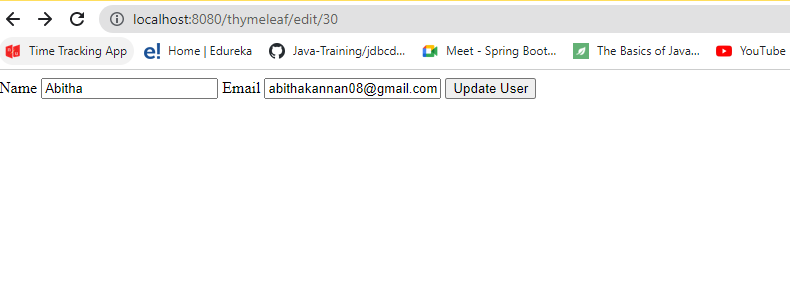 localhost:8080/thymeleaf/edit/30
Time Tracking App e! Home | Edureka Java-Training/jdbcd... Meet - Spring Boot... The Basics of Java... YouTube
Name Abitha Email abithakannan08@gmail.com Update User